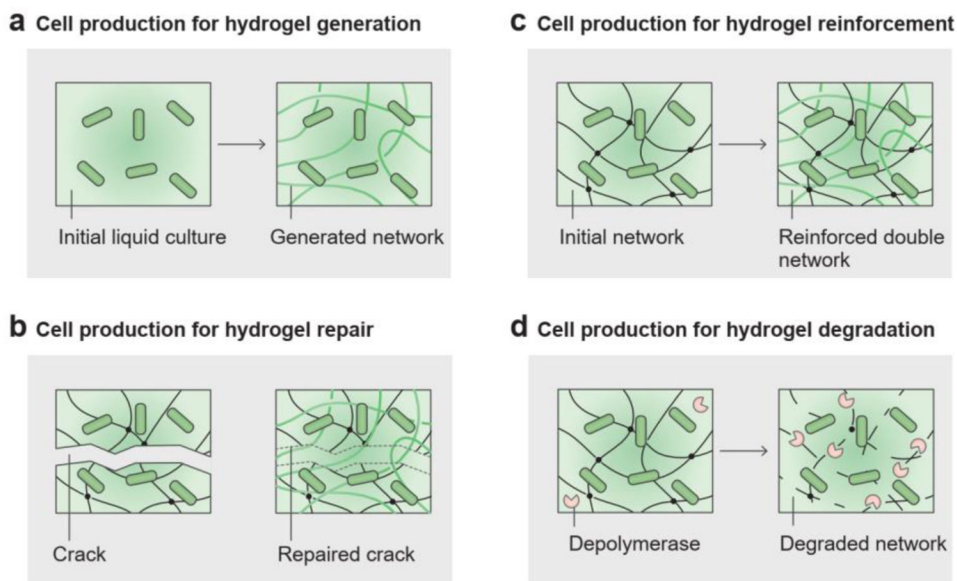 a Cell production for hydrogel generation
Initial liquid culture
Generated network
b Cell production for hydrogel repair
Crack
Repaired crack
c Cell production for hydrogel reinforcement
Initial network
Reinforced double
network
d Cell production for hydrogel degradation
Depolymerase
Degraded network